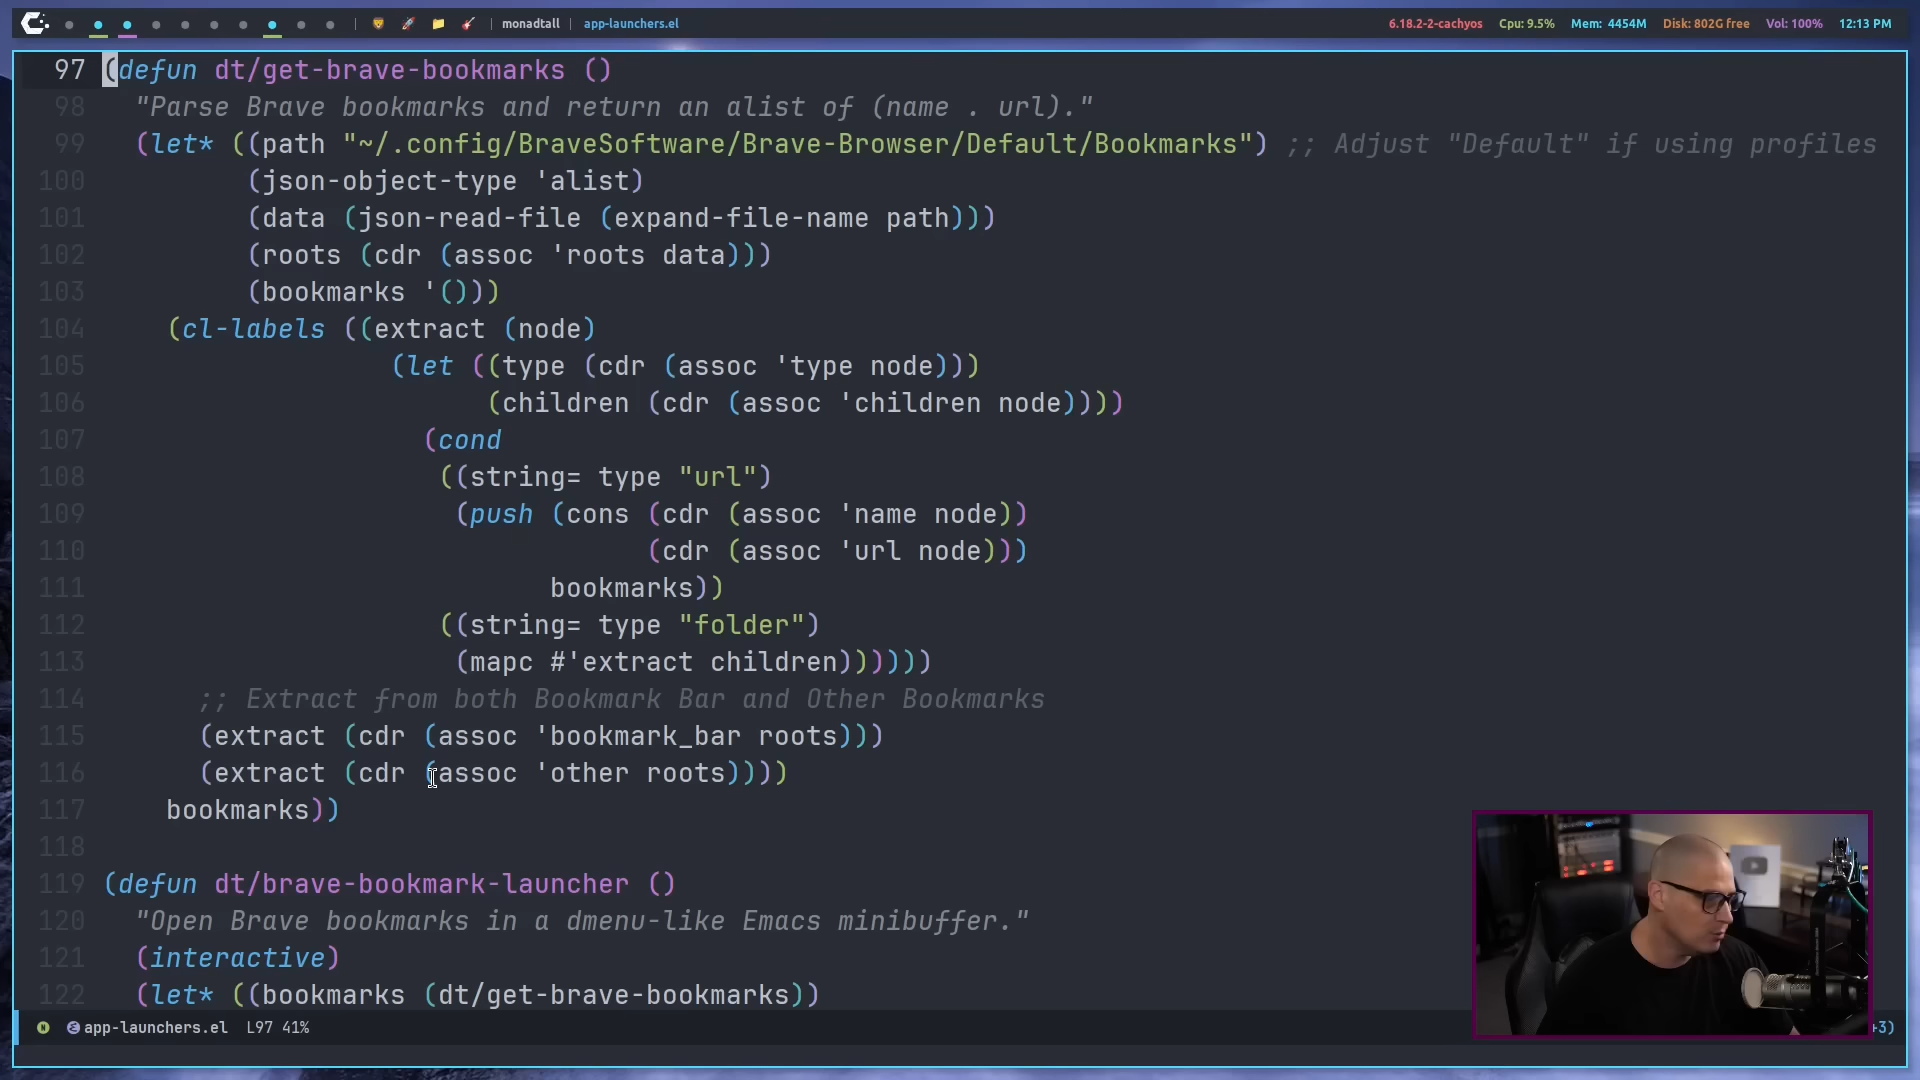 monadtall
app-launchers.el
6.18.2-2-cachyos
Cpu: 9.5%
Mem: 4454M
Disk: 802G free
Vol: 100%
12:13 PM
97 (defun dt/get-brave-bookmarks ()
98 "Parse Brave bookmarks and return an alist of (name . url)."
99 (let* ((path "~/.config/BraveSoftware/Brave-Browser/Default/Bookmarks") ;; Adjust "Default" if using profiles
100 (json-object-type 'alist)
101 (data (json-read-file (expand-file-name path)))
102 (roots (cdr (assoc 'roots data)))
103 (bookmarks '()))
104 (cl-labels ((extract (node)
105 (let ((type (cdr (assoc 'type node)))
106 (children (cdr (assoc 'children node))))
107 (cond
108 ((string= type "url")
109 (push (cons (cdr (assoc 'name node))
110 (cdr (assoc 'url node)))
111 bookmarks))
112 ((string= type "folder")
113 (mapc #'extract children))))))
114 ;; Extract from both Bookmark Bar and Other Bookmarks
115 (extract (cdr (assoc 'bookmark_bar roots)))
116 (extract (cdr (assoc 'other roots))))
117 bookmarks))
118
119 (defun dt/brave-bookmark-launcher ()
120 "Open Brave bookmarks in a dmenu-like Emacs minibuffer."
121 (interactive)
122 (let* ((bookmarks (dt/get-brave-bookmarks))
app-launchers.el L97 41%
+3)